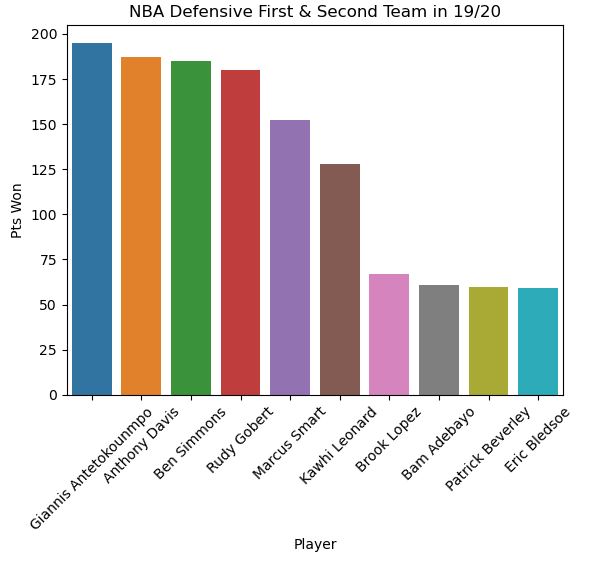 NBA Defensive First & Second Team in 19/20
Pts Won
200
175
150
125
100
75
50
25
0
Giannis Antetokounmpo
Anthony Davis
Ben Simmons
Rudy Gobert
Marcus Smart
Kawhi Leonard
Brook Lopez
Bam Adebayo
Patrick Beverley
Eric Bledsoe
Player